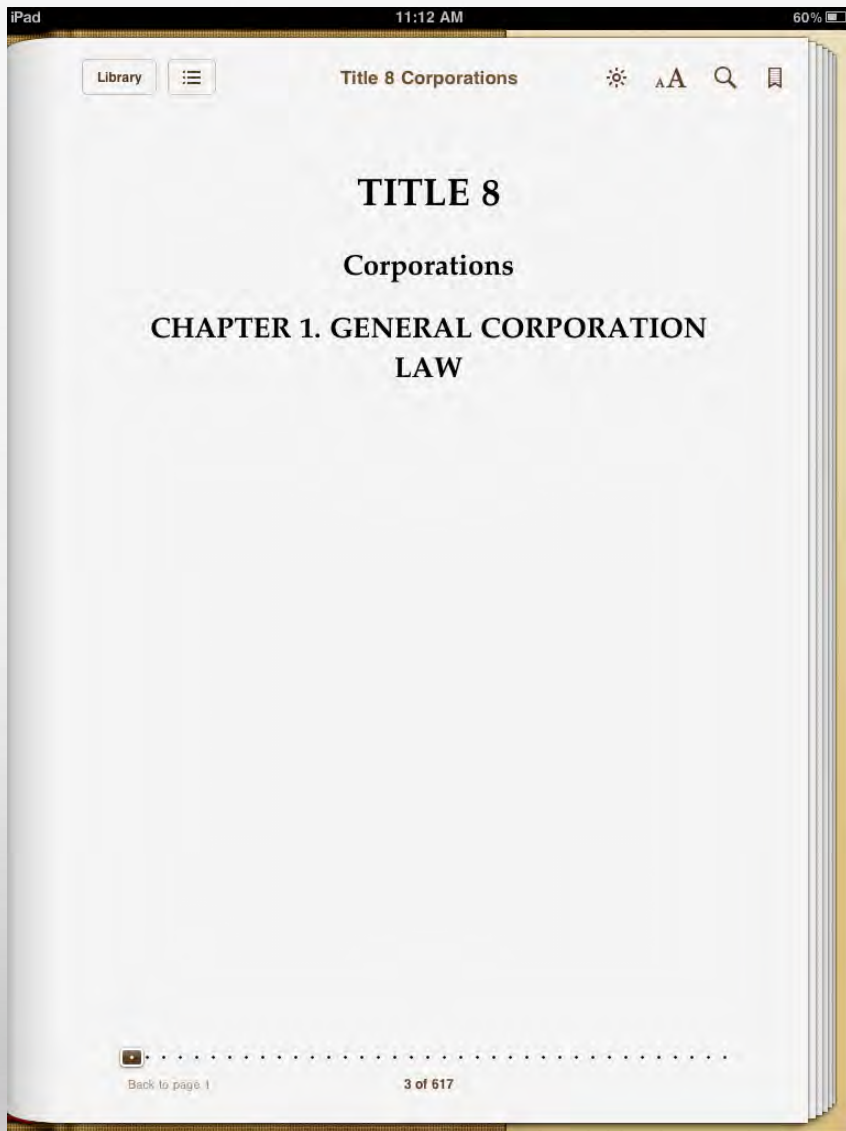 iPad 11:12 AM 60%
Library Title 8 Corporations AA
TITLE 8
Corporations
CHAPTER 1. GENERAL CORPORATION
LAW
Back to page 1 3 of 617